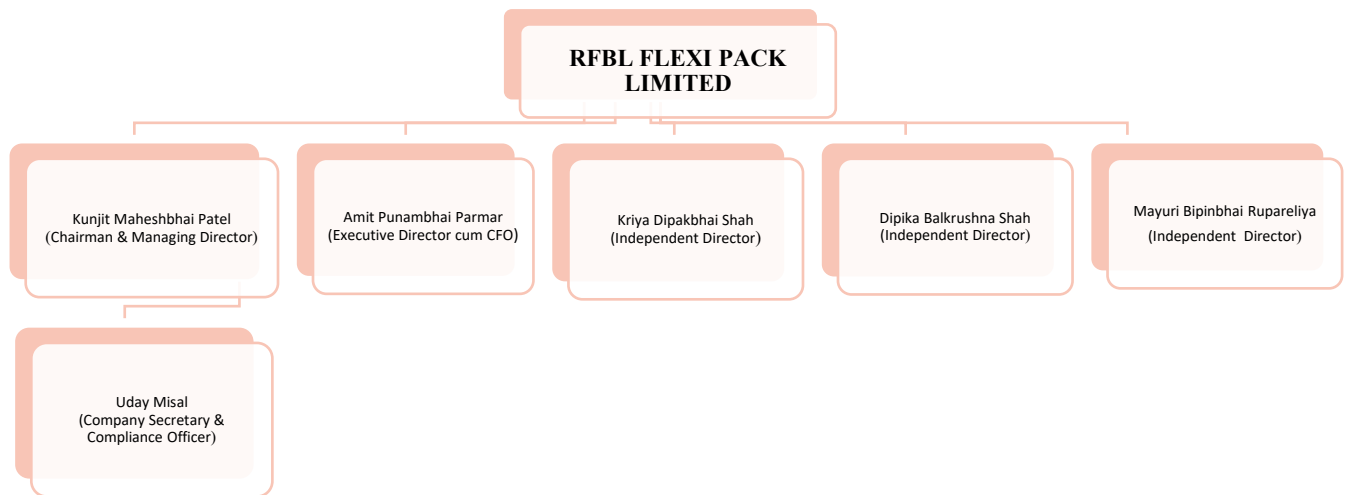 RFBL FLEXI PACK
LIMITED
Kunjit Maheshbhai Patel
(Chairman & Managing Director)
Amit Punambhai Parmar
(Executive Director cum CFO)
Kriya Dipakbhai Shah
(Independent Director)
Dipika Balkrushna Shah
(Independent Director)
Mayuri Bipinbhai Rupareliya
(Independent Director)
Uday Misal
(Company Secretary &
Compliance Officer)